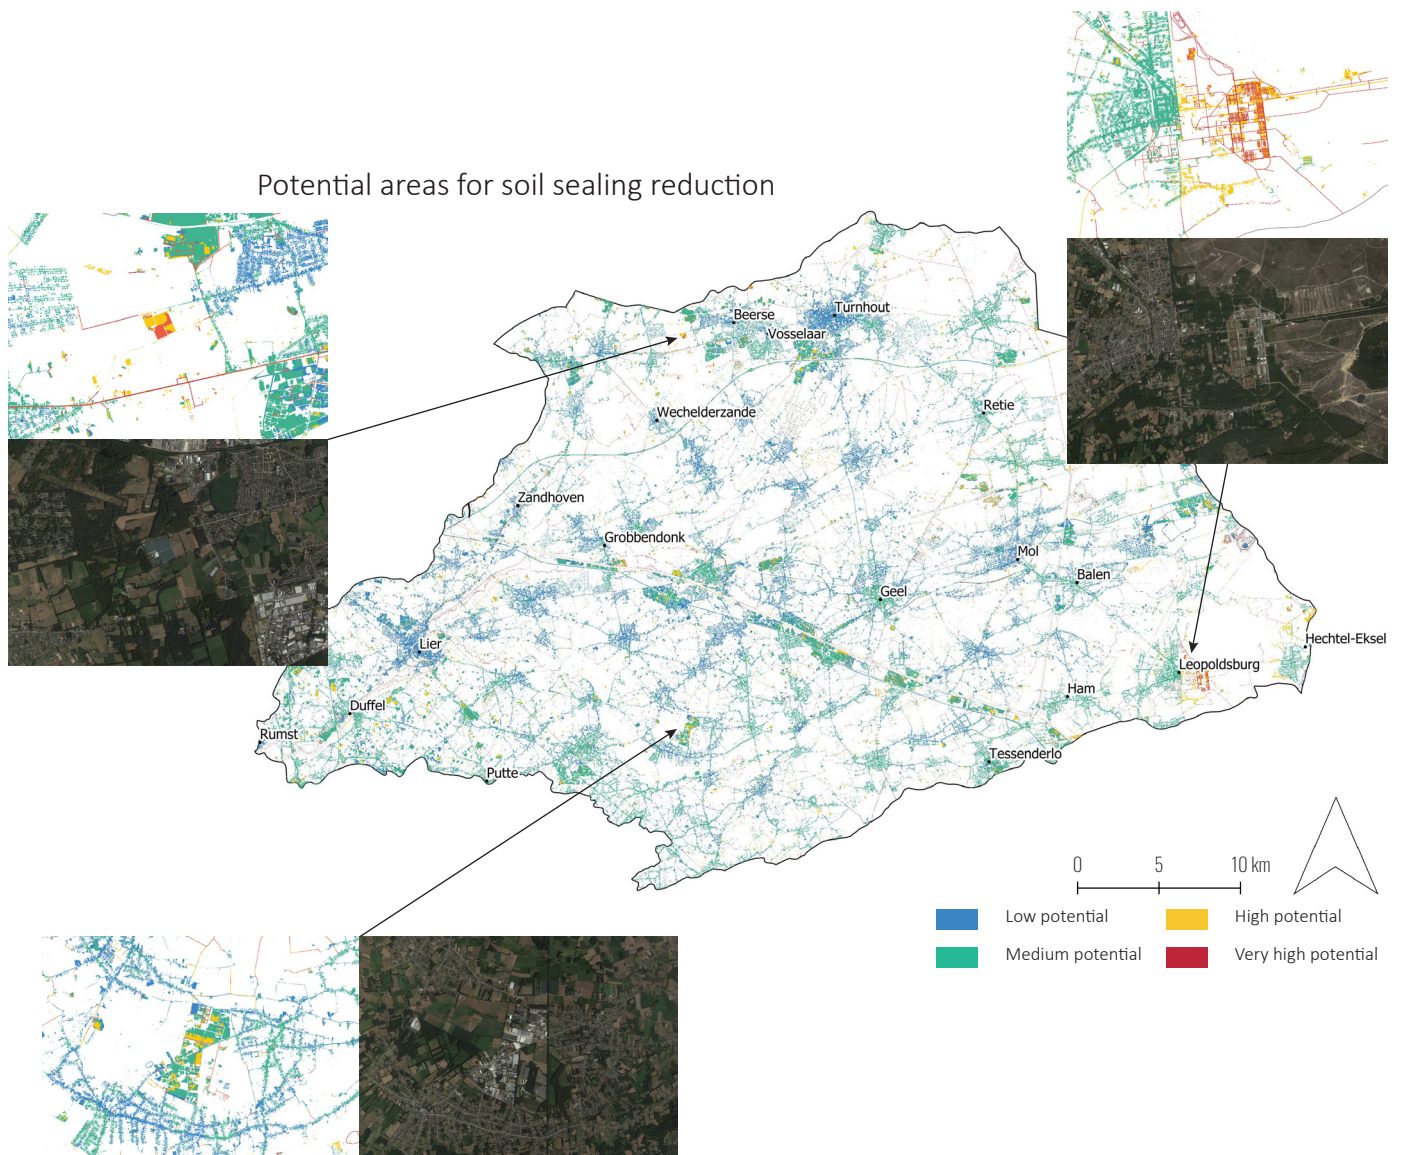 Potential areas for soil sealing reduction
Turnhout
Beerse
Vosselaar
Wechelderzande
Retie
Zandhoven
Grobbendonk
Mol
Balen
Geel
Lier
Hechtel-Eksel
Leopoldsburg
Ham
Duffel
Rumst
Tessenderlo
Putte
0 5 10 km
Low potential
High potential
Medium potential
Very high potential